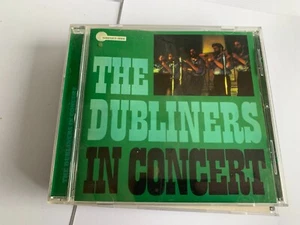 THE
DUBLINERS
IN CONCERT